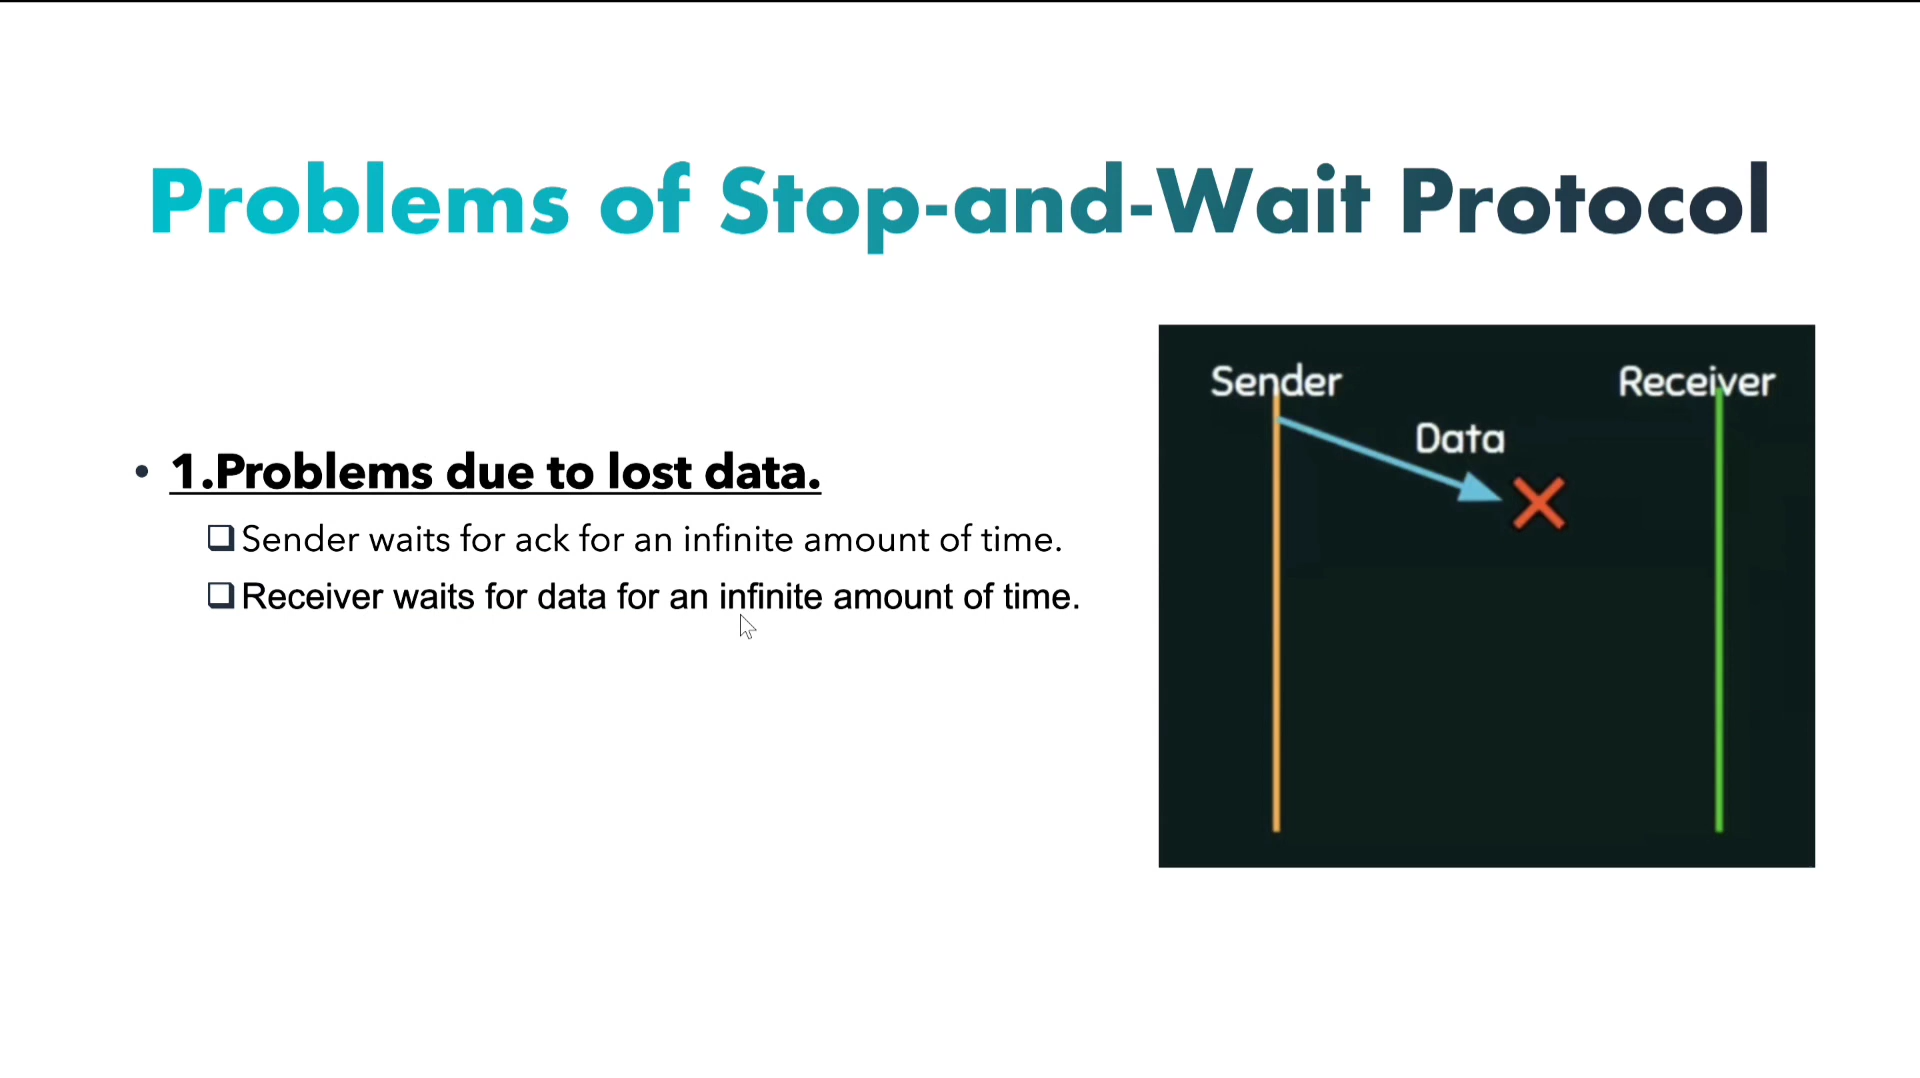 Problems of Stop-and-Wait Protocol
• 1.Problems due to lost data.
❑ Sender waits for ack for an infinite amount of time.
❑ Receiver waits for data for an infinite amount of time.
Sender Receiver
Data